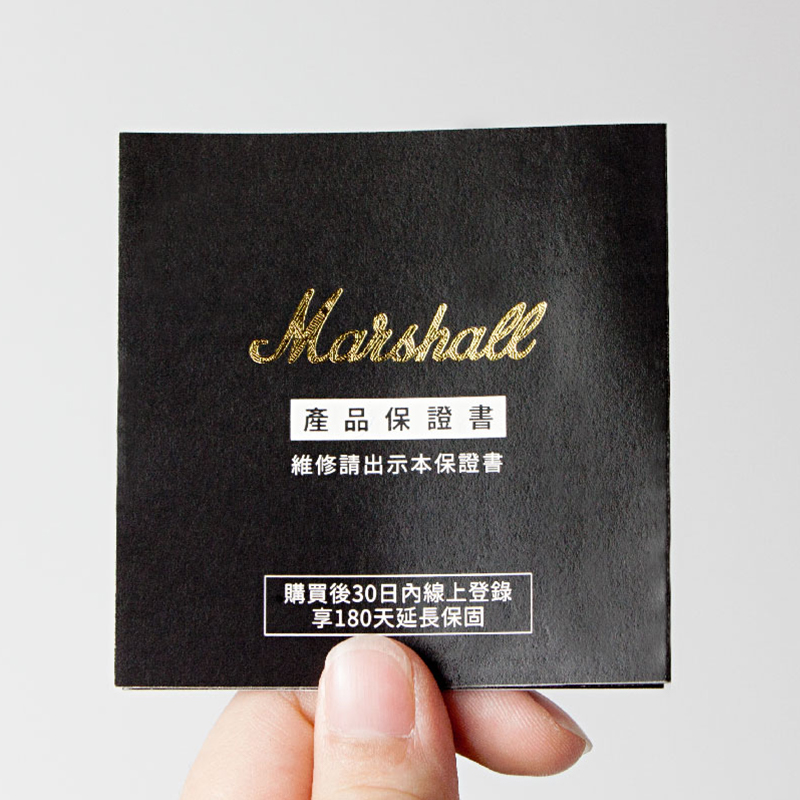 Marshall
產品保證書
維修請出示本保證書
購買後30日內線上登錄
享180天延長保固